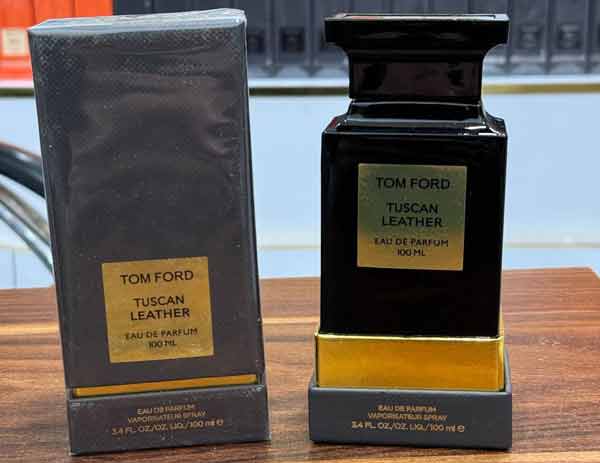 TOM FORD
TUSCAN
LEATHER
EAU DE PARFUM
100 ML
EAU DE PARFUM
VAPORISATEUR SPRAY
3.4 FL. OZ./OZ. LIQ./100 ml e
TOM FORD
TUSCAN
LEATHER
EAU DE PARFUM
100 ML
EAU DE PARFUM
VAPORISATEUR SPRAY
3.4 FL. OZ./OZ. LIQ./100 ml e